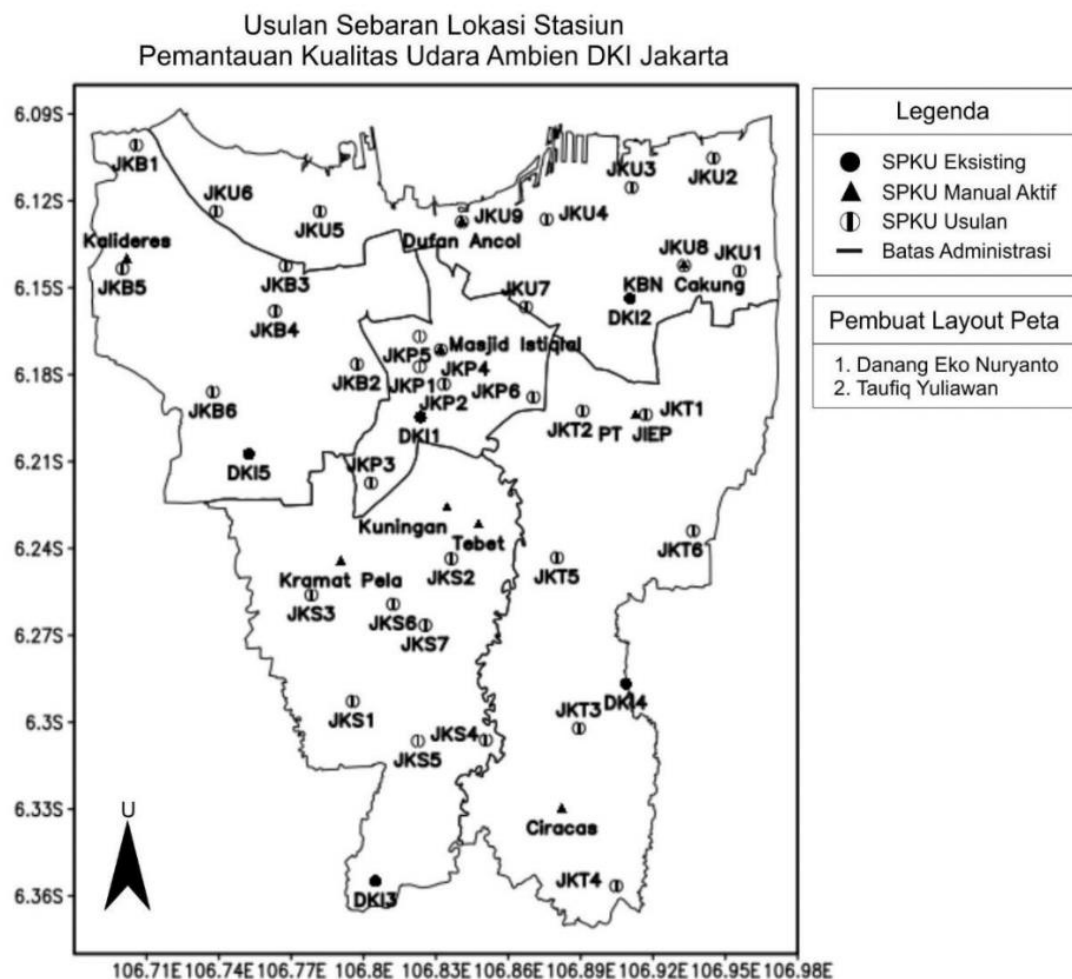 Usulan Sebaran Lokasi Stasiun
Pemantauan Kualitas Udara Ambien DKI Jakarta
6.09S
6.12S
6.15S
6.18S
6.21S
6.24S
6.27S
6.3S
6.33S
6.36S
JKB1
JKU6
JKU5
JKU9
Dufan Ancol
JKU4
JKU3
JKU2
Kalideres
JKB5
JKB3
JKB4
JKU7
JKU8
JKU1
KBN Cakung
DKI2
Masjid Istiqlal
JKP5
JKP4
JKB2
JKP1
JKP2
JKP6
JKB6
DKI1
JKT2
PT JIEP
JKT1
DKI5
JKP3
Kuningan
Tebet
JKS2
JKT5
JKT6
Kramat Pela
JKS3
JKS6
JKS7
JKS1
JKS5
JKS4
JKT3
DKI4
Ciracas
JKT4
DKI3
U
106.71E
106.74E
106.77E
106.8E
106.83E
106.86E
106.89E
106.92E
106.95E
106.98E
Legenda
SPKU Eksisting
SPKU Manual Aktif
SPKU Usulan
Batas Administrasi
Pembuat Layout Peta
1. Danang Eko Nuryanto
2. Taufiq Yuliawan